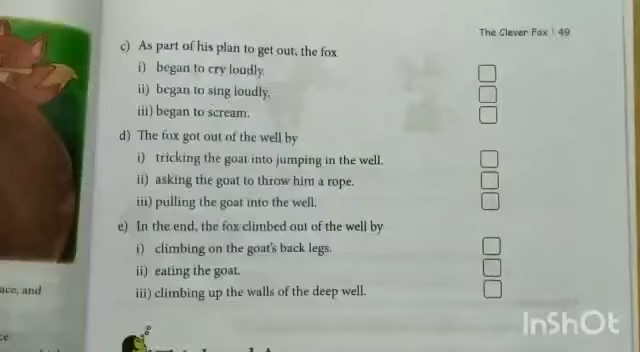 The Clever Fox | 49
c) As part of his plan to get out, the fox
i) began to cry loudly.
ii) began to sing loudly.
iii) began to scream.
d) The fox got out of the well by
i) tricking the goat into jumping in the well.
ii) asking the goat to throw him a rope.
iii) pulling the goat into the well.
e) In the end, the fox climbed out of the well by
i) climbing on the goat's back legs.
ii) eating the goat.
iii) climbing up the walls of the deep well.
ace, and
ce
InShOt